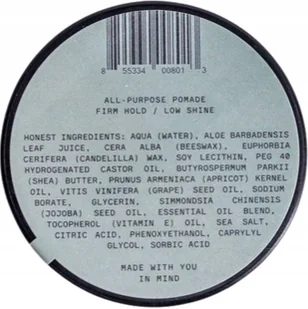 8 55334 00801 3
ALL-PURPOSE POMADE
FIRM HOLD / LOW SHINE
HONEST INGREDIENTS: AQUA (WATER), ALOE BARBADENSIS
LEAF JUICE, CERA ALBA (BEESWAX), EUPHORBIA
CERIFERA (CANDELILLA) WAX, SOY LECITHIN, PEG 40
HYDROGENATED CASTOR OIL, BUTYROSPERMUM PARKII
(SHEA) BUTTER, PRUNUS ARMENIACA (APRICOT) KERNEL
OIL, VITIS VINIFERA (GRAPE) SEED OIL, SODIUM
BORATE, GLYCERIN, SIMMONDSIA CHINENSIS
(JOJOBA) SEED OIL, ESSENTIAL OIL BLEND,
TOCOPHEROL (VITAMIN E) OIL, SEA SALT,
CITRIC ACID, PHENOXYETHANOL, CAPRYLYL
GLYCOL, SORBIC ACID
MADE WITH YOU
IN MIND